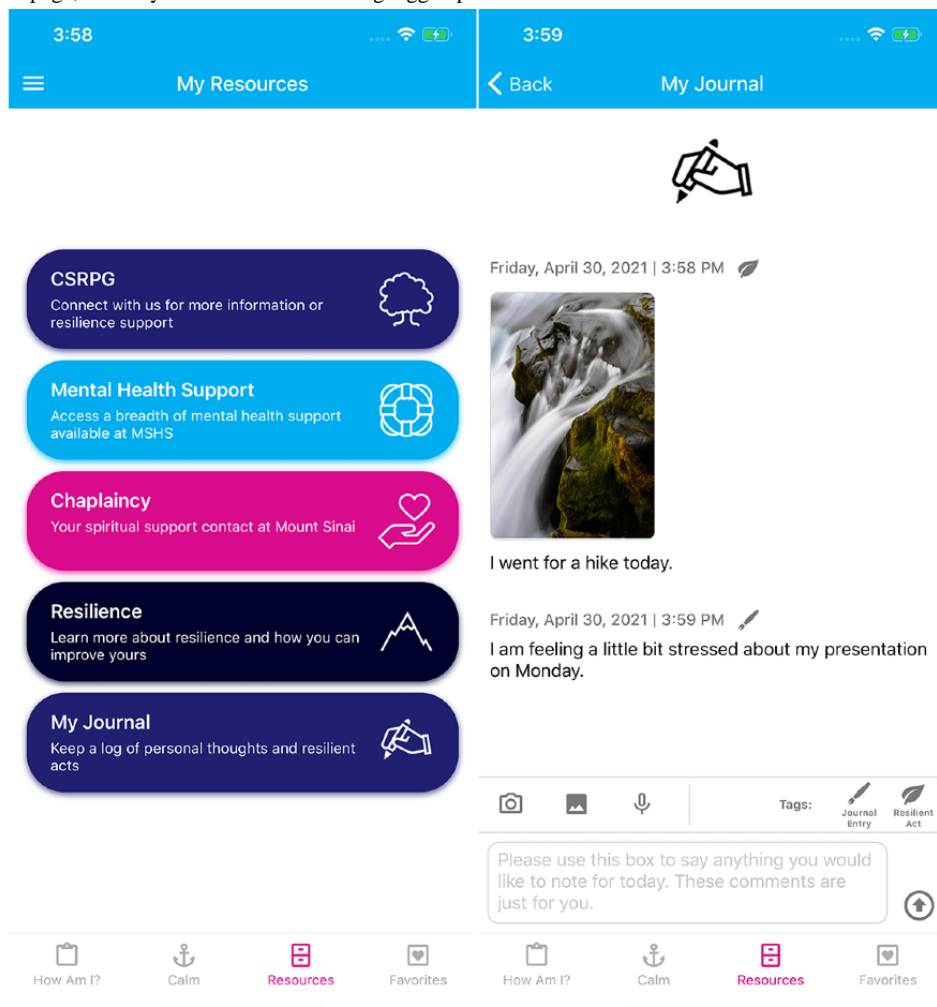 3:58
My Resources
CSRPG
Connect with us for more information or
resilience support
Mental Health Support
Access a breadth of mental health support
available at MSHS
Chaplaincy
Your spiritual support contact at Mount Sinai
Resilience
Learn more about resilience and how you can
improve yours
My Journal
Keep a log of personal thoughts and resilient
acts
How Am I?
Calm
Resources
Favorites
3:59
Back
My Journal
Friday, April 30, 2021 | 3:58 PM
I went for a hike today.
Friday, April 30, 2021 | 3:59 PM
I am feeling a little bit stressed about my presentation
on Monday.
Tags:
Journal
Entry
Resilient
Act
Please use this box to say anything you would
like to note for today. These comments are
just for you.
How Am I?
Calm
Resources
Favorites